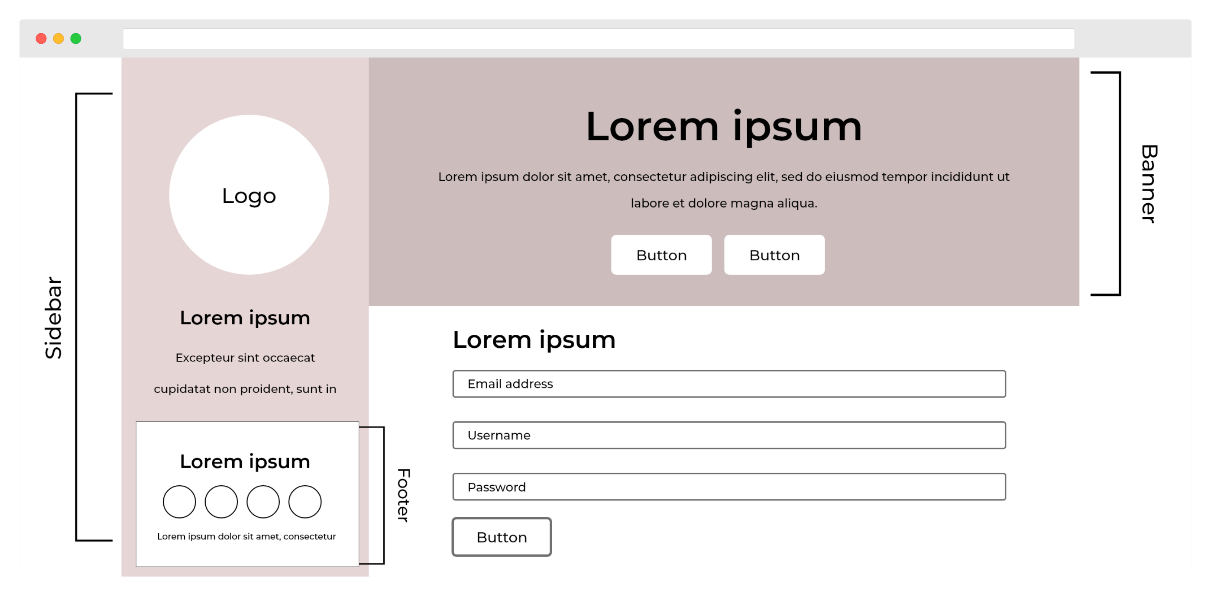 Sidebar
Logo
Lorem ipsum
Excepteur sint occaecat
cupidatat non proident, sunt in
Lorem ipsum
Lorem ipsum dolor sit amet, consectetur
Footer
Lorem ipsum
Lorem ipsum dolor sit amet, consectetur adipiscing elit, sed do eiusmod tempor incididunt ut
labore et dolore magna aliqua.
Button Button
Banner
Lorem ipsum
Email address
Username
Password
Button